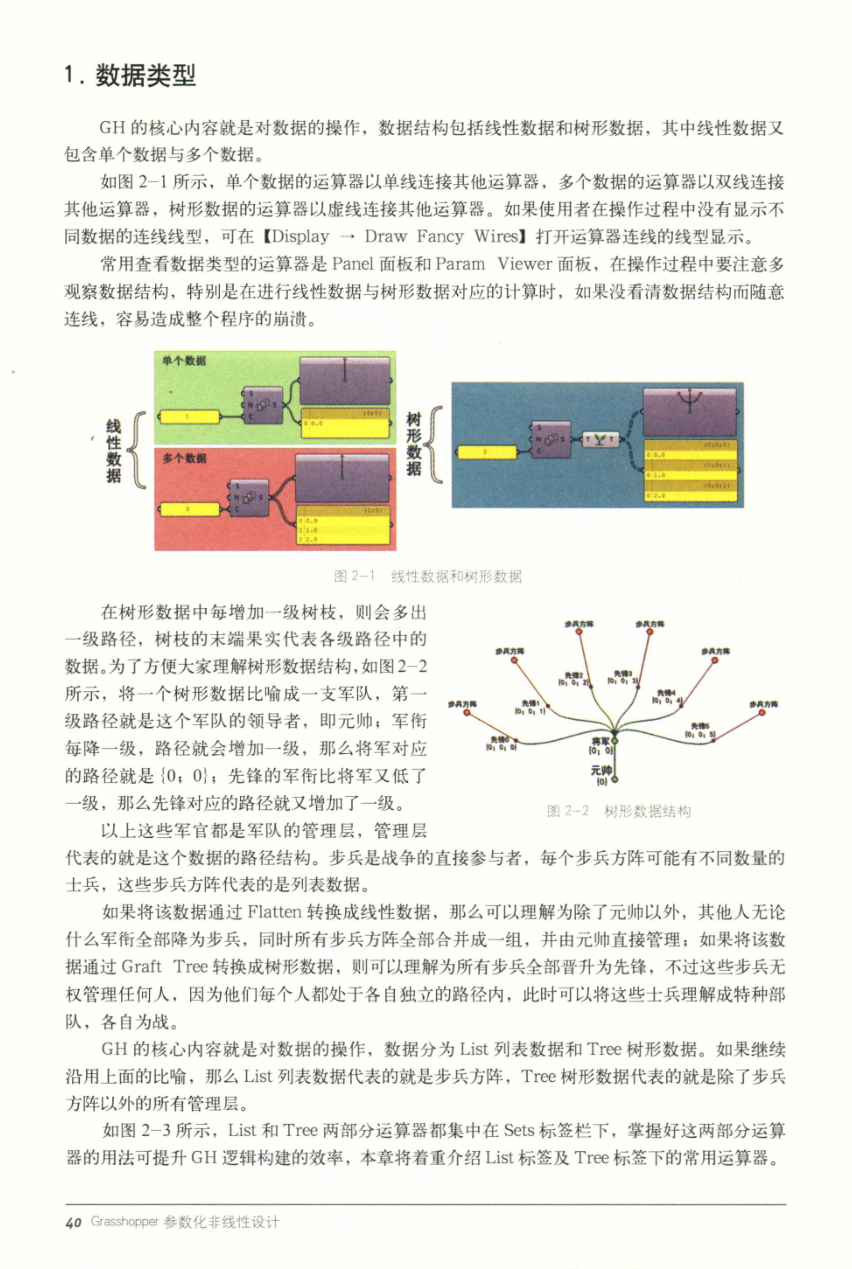 1. 数据类型
GH 的核心内容就是对数据的操作，数据结构包括线性数据和树形数据，其中线性数据又
包含单个数据与多个数据。
如图 2-1 所示，单个数据的运算器以单线连接其他运算器，多个数据的运算器以双线连接
其他运算器，树形数据的运算器以虚线连接其他运算器。如果使用者在操作过程中没有显示不
同数据的连线线型，可在【Display → Draw Fancy Wires】打开运算器连线的线型显示。
常用查看数据类型的运算器是 Panel 面板和 Param Viewer 面板，在操作过程中要注意多
观察数据结构，特别是在进行线性数据与树形数据对应的计算时，如果没看清数据结构而随意
连线，容易造成整个程序的崩溃。
线性数据
单个数据
1
S
N
C
S
{0;0}
0 0.0
多个数据
3
S
N
C
S
{0;0}
0 0.0
1 1.0
2 2.0
树形数据
3
S
N
C
S
T
T
{0;0;0}
0 0.0
{0;0;1}
0 1.0
{0;0;2}
0 2.0
图 2-1 线性数据和树形数据
在树形数据中每增加一级树枝，则会多出
一级路径，树枝的末端果实代表各级路径中的
数据。为了方便大家理解树形数据结构，如图2-2
所示，将一个树形数据比喻成一支军队，第一
级路径就是这个军队的领导者，即元帅；军衔
每降一级，路径就会增加一级，那么将军对应
的路径就是 {0；0}；先锋的军衔比将军又低了
一级，那么先锋对应的路径就又增加了一级。
以上这些军官都是军队的管理层，管理层
步兵方阵
步兵方阵
步兵方阵
步兵方阵
步兵方阵
步兵方阵
先锋0
{0; 0; 0}
先锋1
{0; 0; 1}
先锋2
{0; 0; 2}
先锋3
{0; 0; 3}
先锋4
{0; 0; 4}
先锋5
{0; 0; 5}
将军
{0; 0}
元帅
{0}
图 2-2 树形数据结构
代表的就是这个数据的路径结构。步兵是战争的直接参与者，每个步兵方阵可能有不同数量的
士兵，这些步兵方阵代表的是列表数据。
如果将该数据通过 Flatten 转换成线性数据，那么可以理解为除了元帅以外，其他人无论
什么军衔全部降为步兵，同时所有步兵方阵全部合并成一组，并由元帅直接管理；如果将该数
据通过 Graft Tree 转换成树形数据，则可以理解为所有步兵全部晋升为先锋，不过这些步兵无
权管理任何人，因为他们每个人都处于各自独立的路径内，此时可以将这些士兵理解成特种部
队，各自为战。
GH 的核心内容就是对数据的操作，数据分为 List 列表数据和 Tree 树形数据。如果继续
沿用上面的比喻，那么 List 列表数据代表的就是步兵方阵，Tree 树形数据代表的就是除了步兵
方阵以外的所有管理层。
如图 2-3 所示，List 和 Tree 两部分运算器都集中在 Sets 标签栏下，掌握好这两部分运算
器的用法可提升 GH 逻辑构建的效率，本章将着重介绍 List 标签及 Tree 标签下的常用运算器。
40 Grasshopper 参数化非线性设计